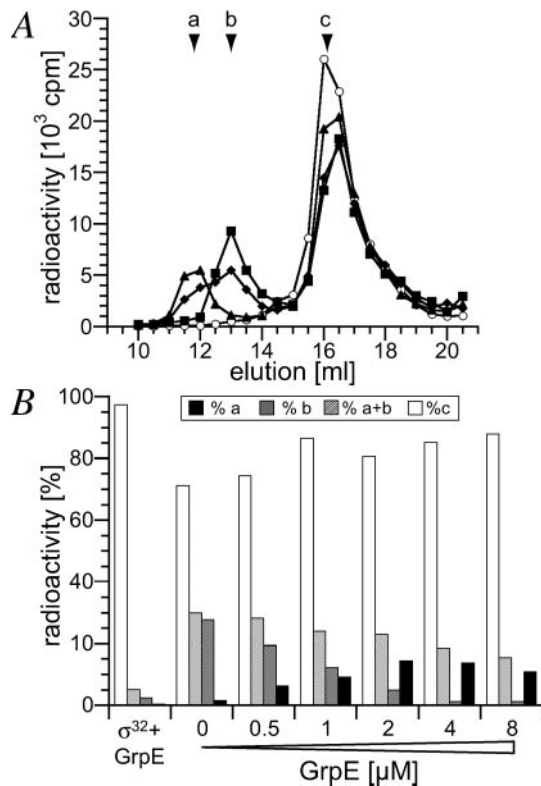 A
a b c
30
25
20
15
10
5
0
radioactivity [10³ cpm]
10 12 14 16 18 20
elution [ml]
B
% a % b % a+b %c
100
80
60
30
10
0
radioactivity [%]
σ³²+ GrpE
0 0.5 1 2 4 8
GrpE [µM]